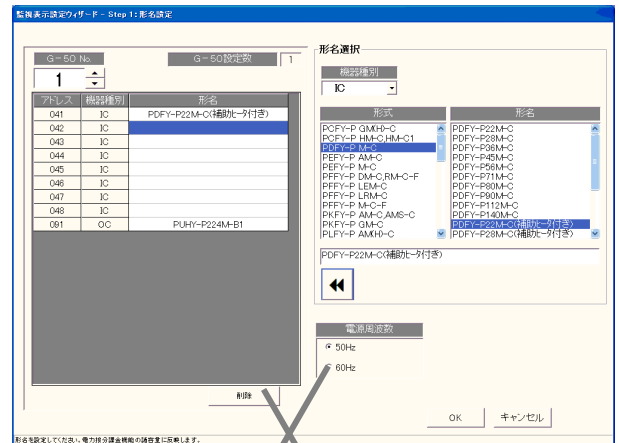 監視表示設定ウィザード - Step 1:形名設定
G-50 No.
G-50設定数 1
1
アドレス 機器種別 形名
041 IC PDFY-P22M-C(補助ヒータ付き)
042 IC
043 IC
044 IC
045 IC
046 IC
047 IC
048 IC
091 OC PUHY-P224M-B1
削除
形名選択
機器種別
IC
形式
PCFY-P GM(H)-C
PCFY-P HM-C,HM-C1
PDFY-P M-C
PEFY-P AM-C
PEFY-P M-C
PFFY-P DM-C,RM-C-F
PFFY-P LEM-C
PFFY-P LRM-C
PFFY-P M-C-F
PKFY-P AM-C,AMS-C
PKFY-P GM-C
PLFY-P AM(H)-C
形名
PDFY-P22M-C
PDFY-P28M-C
PDFY-P36M-C
PDFY-P45M-C
PDFY-P56M-C
PDFY-P71M-C
PDFY-P80M-C
PDFY-P90M-C
PDFY-P112M-C
PDFY-P140M-C
PDFY-P22M-C(補助ヒータ付き)
PDFY-P28M-C(補助ヒータ付き)
PDFY-P22M-C(補助ヒータ付き)
電源周波数
50Hz
60Hz
OK キャンセル
形名を設定してください。電力按分課金機能の諸容量に反映します。